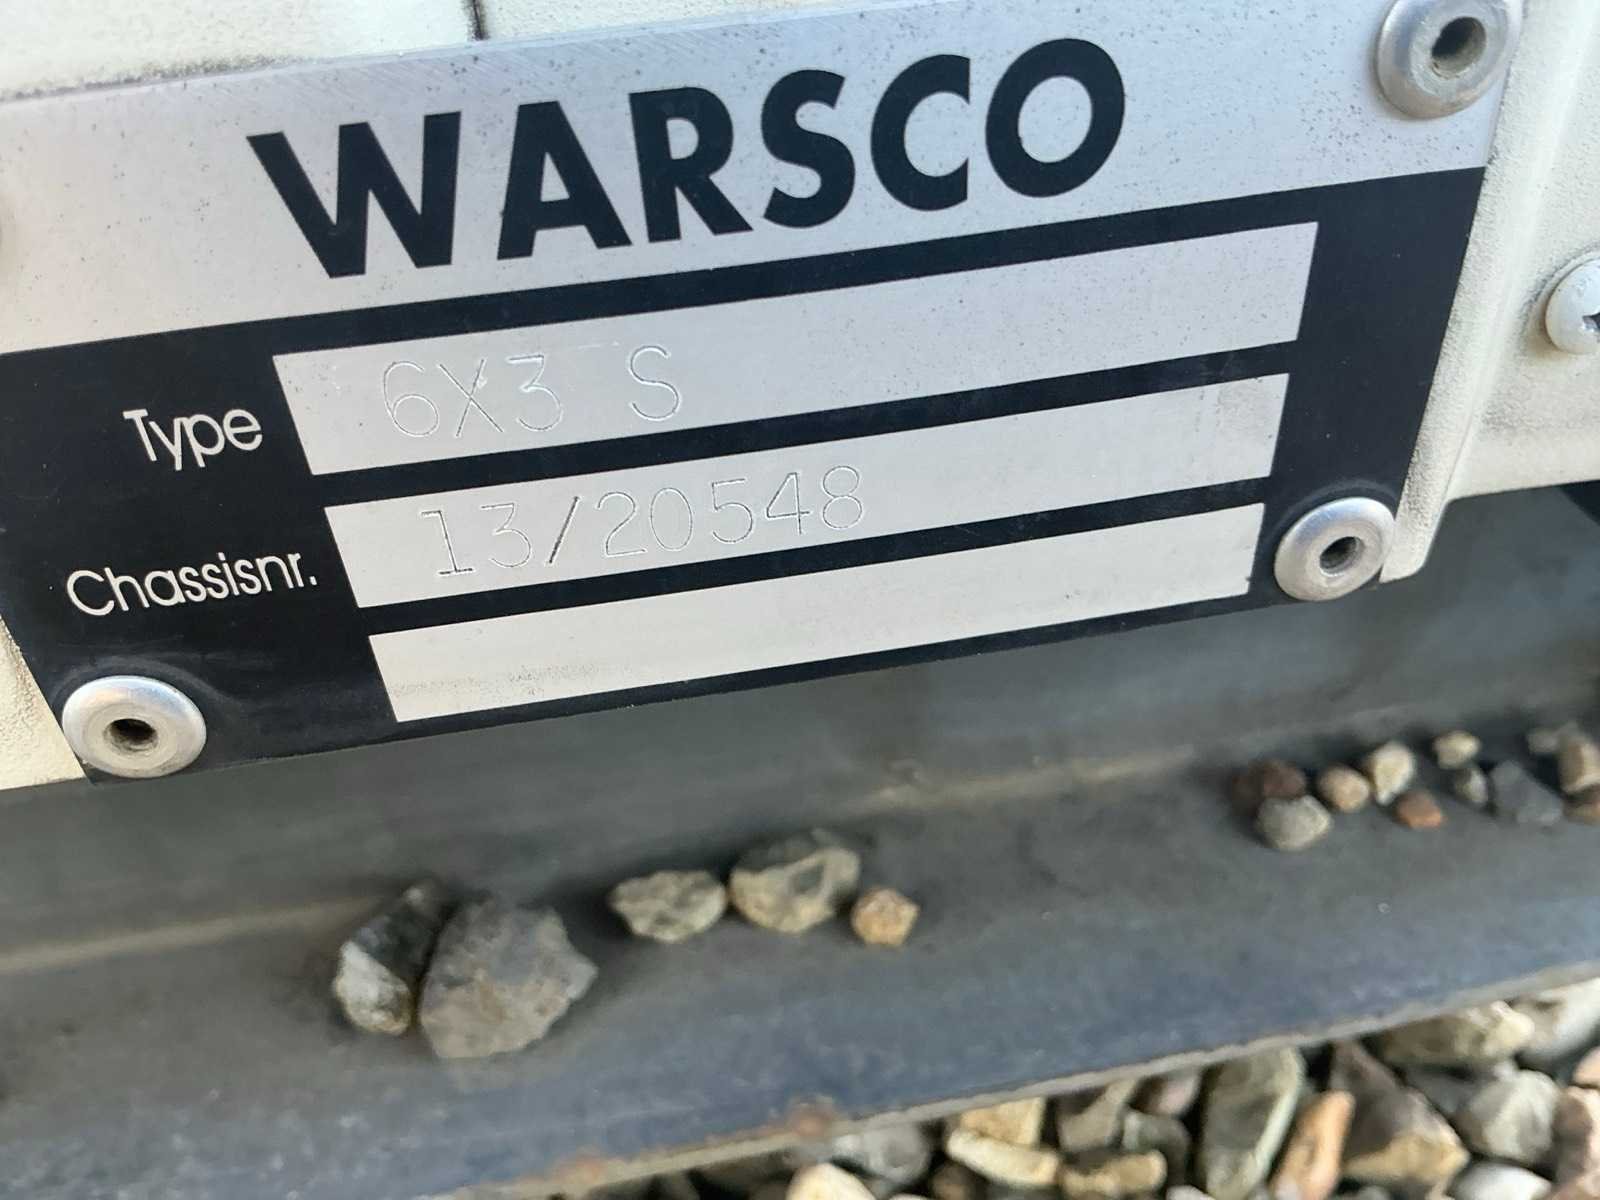 WARSCO
Type 6X3 S
Chassisnr. 13/20548